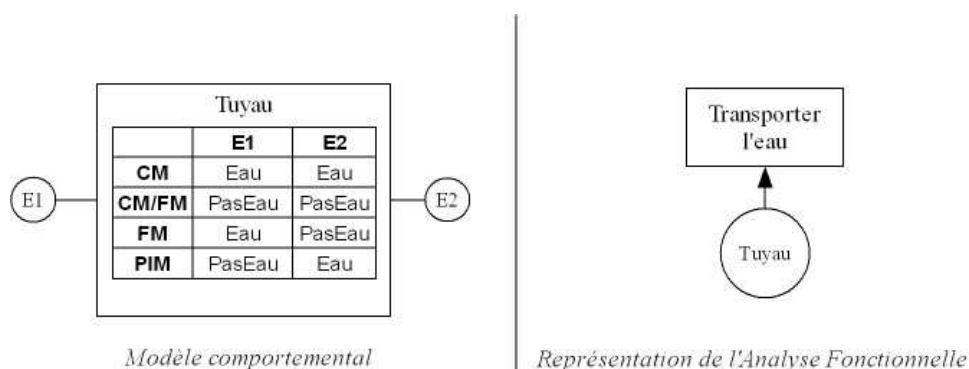 Tuyau
E1 E2
CM Eau Eau
CM/FM PasEau PasEau
FM Eau PasEau
PIM PasEau Eau
E1
E2
Modèle comportemental
Transporter
l'eau
Tuyau
Représentation de l'Analyse Fonctionnelle